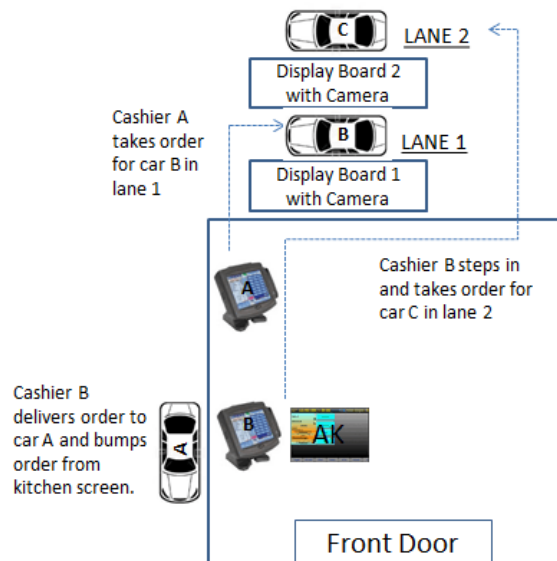 C
LANE 2
Display Board 2
with Camera
Cashier A
takes order
for car B in
lane 1
B
LANE 1
Display Board 1
with Camera
A
Cashier B steps in
and takes order for
car C in lane 2
Cashier B
delivers order to
car A and bumps
order from
kitchen screen.
A
B
AK
Front Door